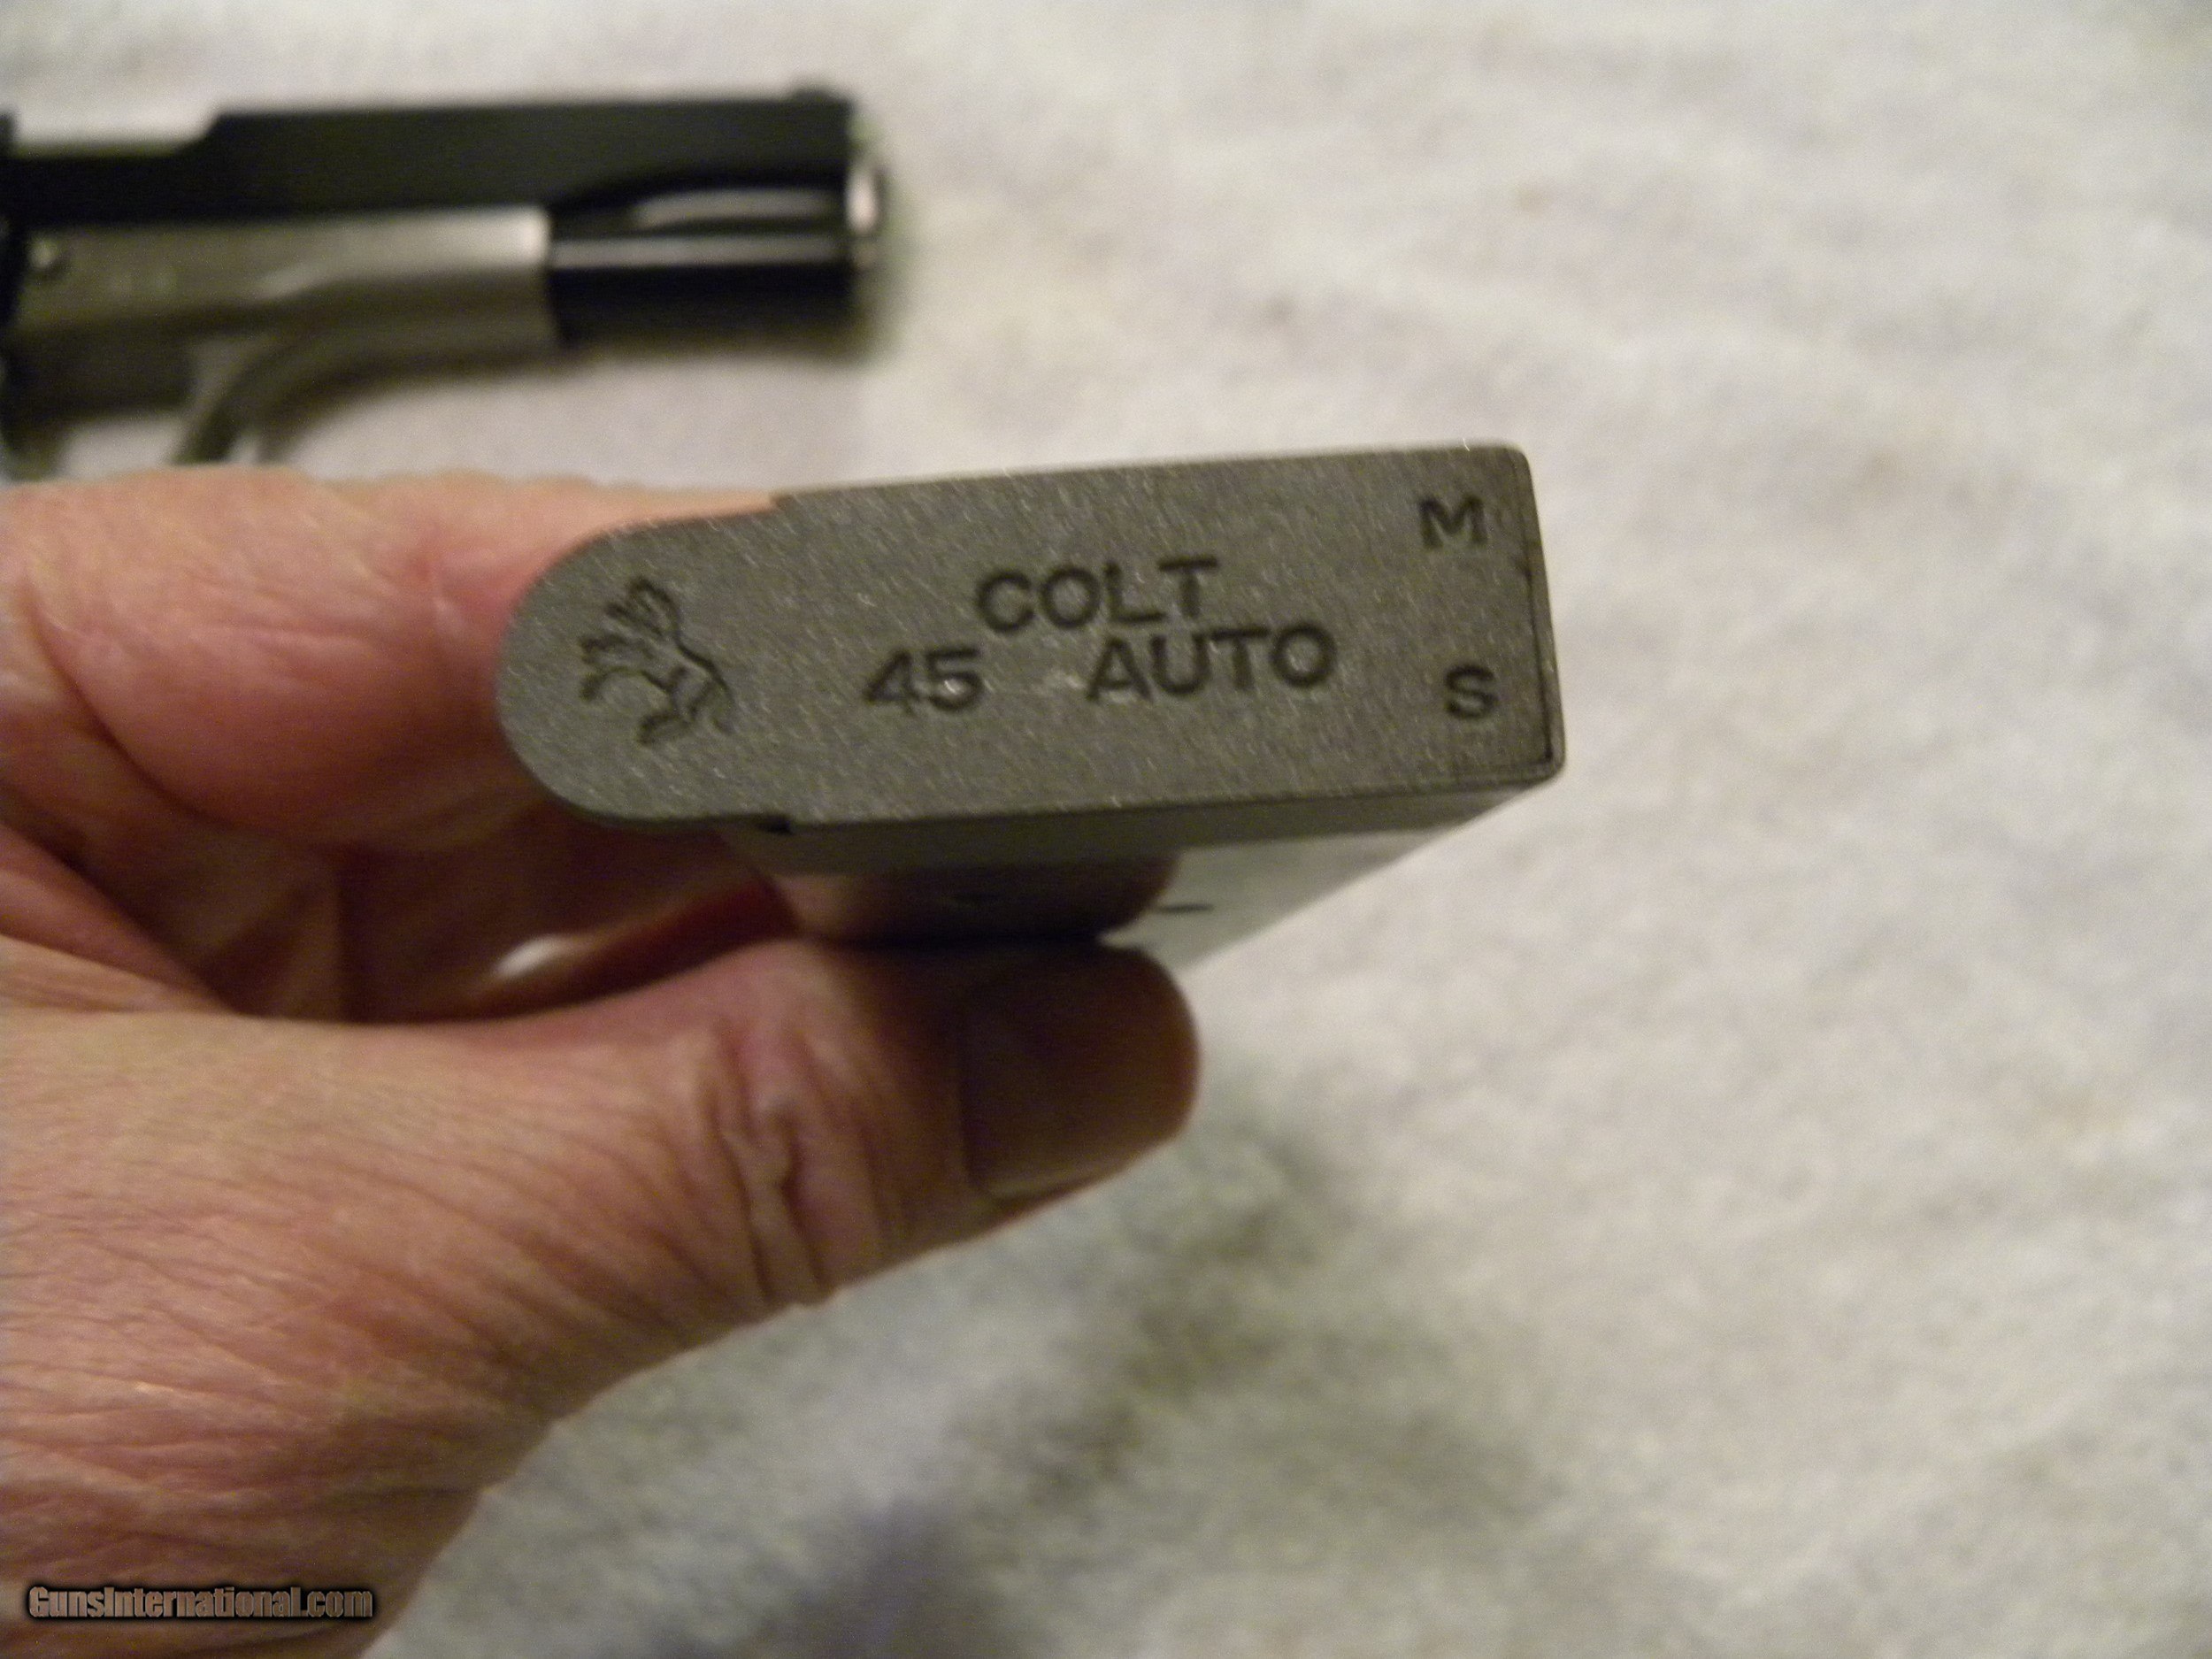 COLT
45 AUTO
M
S
GunsInternational.com